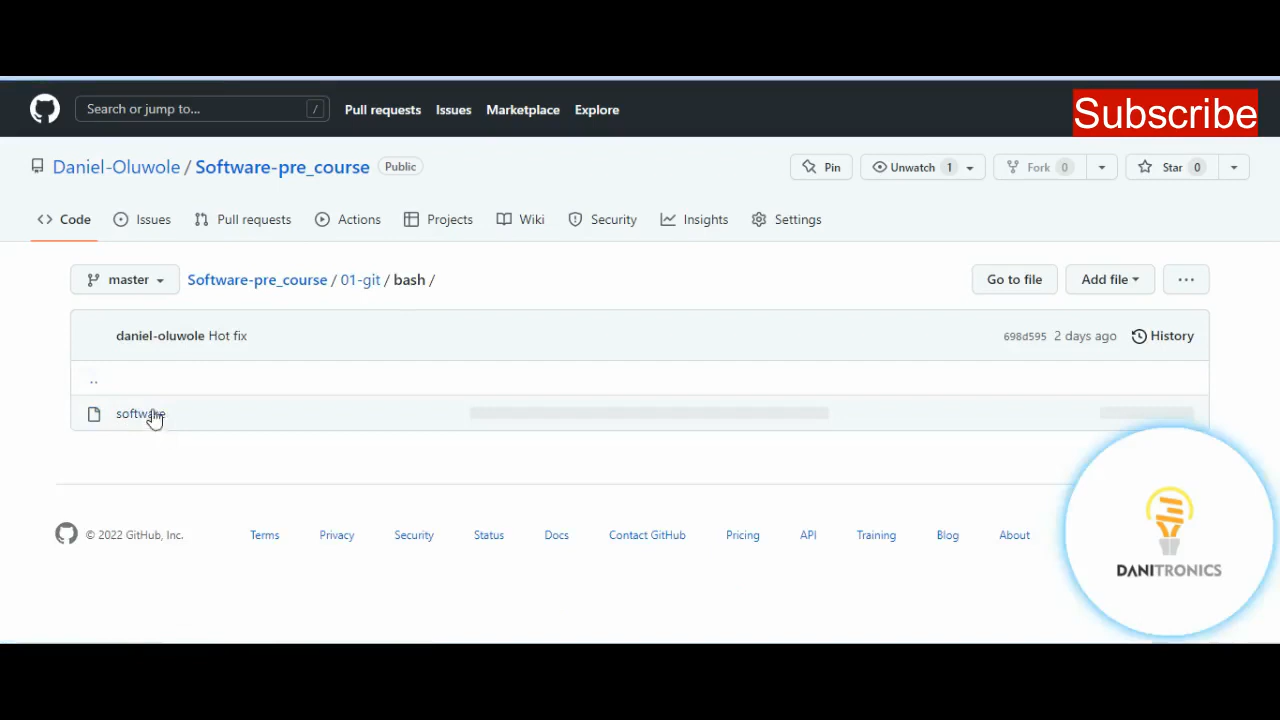 Search or jump to... /
Pull requests Issues Marketplace Explore
Subscribe
Daniel-Oluwole / Software-pre_course Public
Pin Unwatch 1 Fork 0 Star 0
Code Issues Pull requests Actions Projects Wiki Security Insights Settings
master Software-pre_course / 01-git / bash / Go to file Add file ...
daniel-oluwole Hot fix 698d595 2 days ago History
..
software
© 2022 GitHub, Inc. Terms Privacy Security Status Docs Contact GitHub Pricing API Training Blog About
DANITRONICS